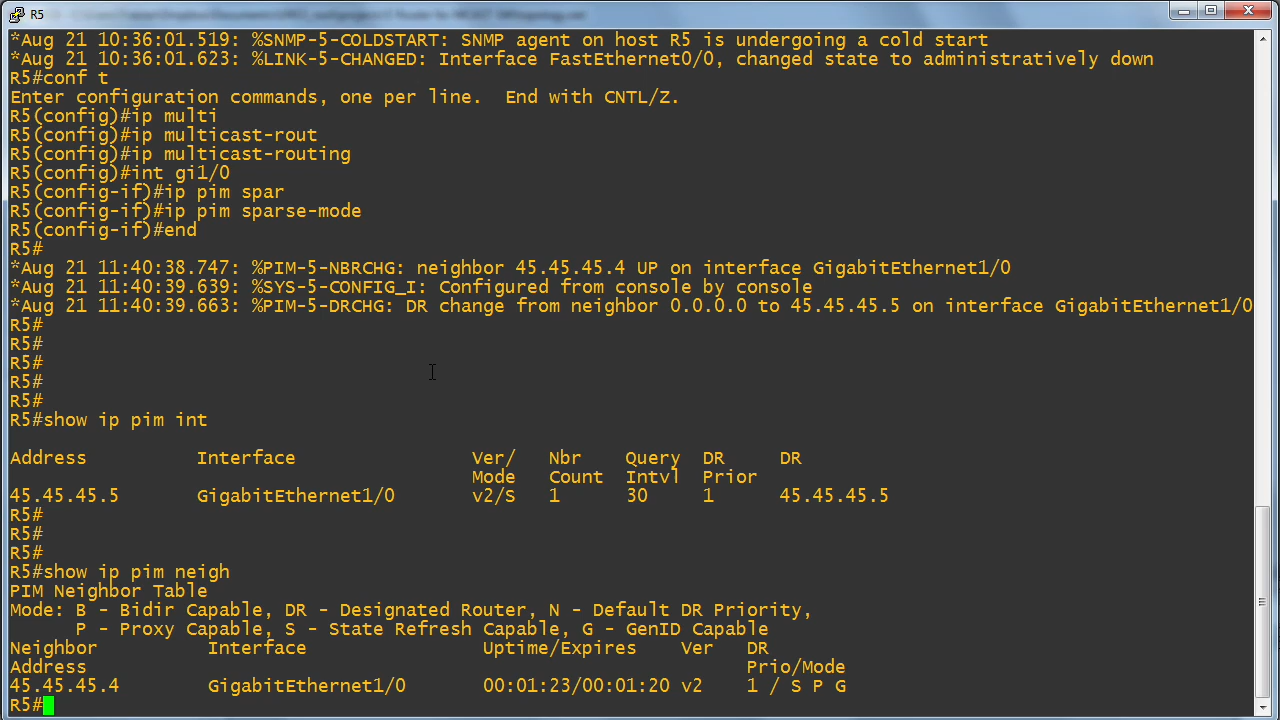 R5
*Aug 21 10:36:01.519: %SNMP-5-COLDSTART: SNMP agent on host R5 is undergoing a cold start
*Aug 21 10:36:01.623: %LINK-5-CHANGED: Interface FastEthernet0/0, changed state to administratively down
R5#conf t
Enter configuration commands, one per line.  End with CNTL/Z.
R5(config)#ip multi
R5(config)#ip multicast-rout
R5(config)#ip multicast-routing
R5(config)#int gi1/0
R5(config-if)#ip pim spar
R5(config-if)#ip pim sparse-mode
R5(config-if)#end
R5#
*Aug 21 11:40:38.747: %PIM-5-NBRCHG: neighbor 45.45.45.4 UP on interface GigabitEthernet1/0
*Aug 21 11:40:39.639: %SYS-5-CONFIG_I: Configured from console by console
*Aug 21 11:40:39.663: %PIM-5-DRCHG: DR change from neighbor 0.0.0.0 to 45.45.45.5 on interface GigabitEthernet1/0
R5#
R5#
R5#
R5#
R5#
R5#show ip pim int
Address          Interface                Ver/   Nbr    Query  DR     DR
                                          Mode   Count  Intvl  Prior
45.45.45.5       GigabitEthernet1/0       v2/S   1      30     1      45.45.45.5
R5#
R5#
R5#
R5#show ip pim neigh
PIM Neighbor Table
Mode: B - Bidir Capable, DR - Designated Router, N - Default DR Priority,
      P - Proxy Capable, S - State Refresh Capable, G - GenID Capable
Neighbor          Interface                Uptime/Expires    Ver   DR
Address                                                            Prio/Mode
45.45.45.4        GigabitEthernet1/0       00:01:23/00:01:20 v2    1 / S P G
R5#